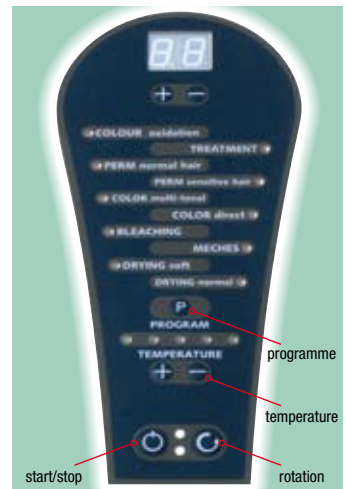 88
+ −
COLOUR oxidation
TREATMENT
PERM normal hair
PERM sensitive hair
COLOR multi-tonal
COLOR direct
BLEACHING
MECHES
DRYING soft
DRYING normal
P
PROGRAM
programme
TEMPERATURE
+ −
temperature
start/stop
rotation